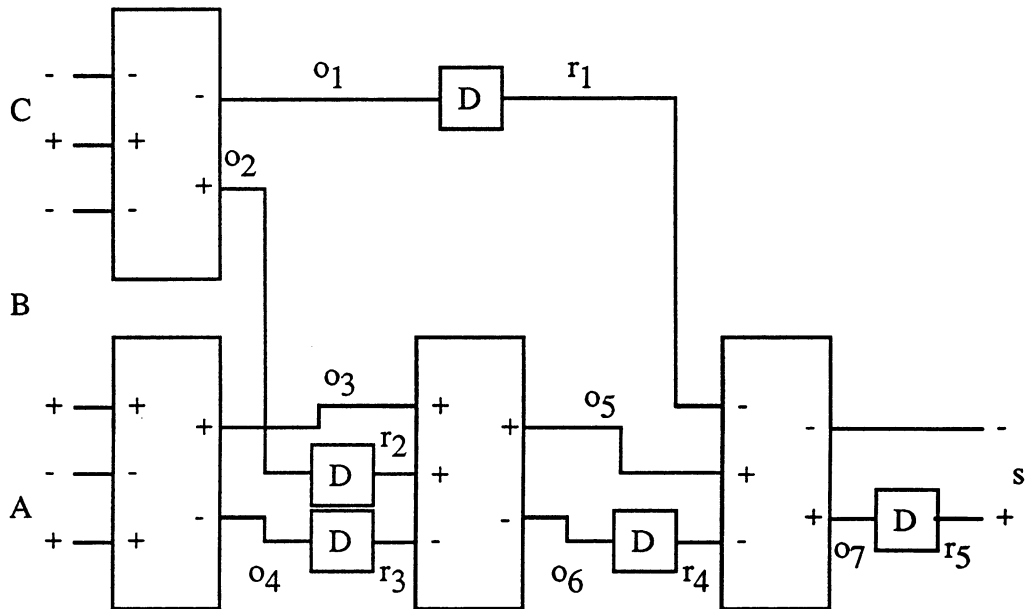 o1 D r1
- - -
C
+ +
o2
- - +
B
o3 o5
+ + + + + - - -
r2
- - D + +
s
A - D - - D - + D +
+ +
o4 r3 o6 r4 o7 r5